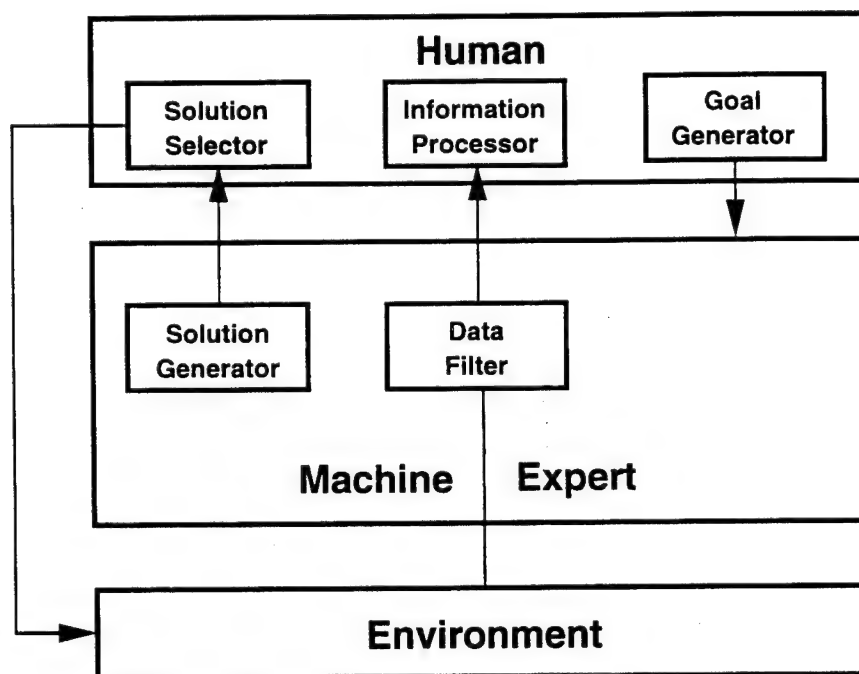 Human
Solution
Selector
Information
Processor
Goal
Generator
Solution
Generator
Data
Filter
Machine Expert
Environment